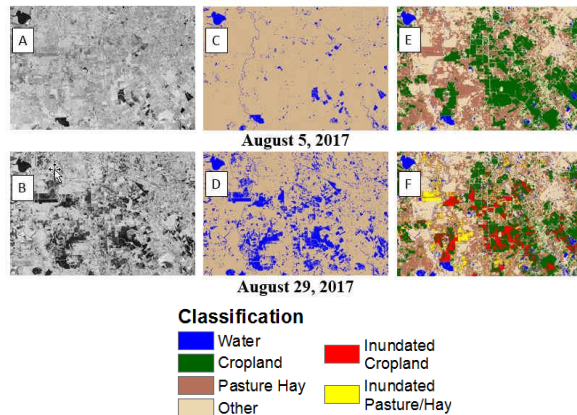 A
C
E
August 5, 2017
B
D
F
August 29, 2017
Classification
Water
Cropland
Pasture Hay
Other
Inundated
Cropland
Inundated
Pasture/Hay